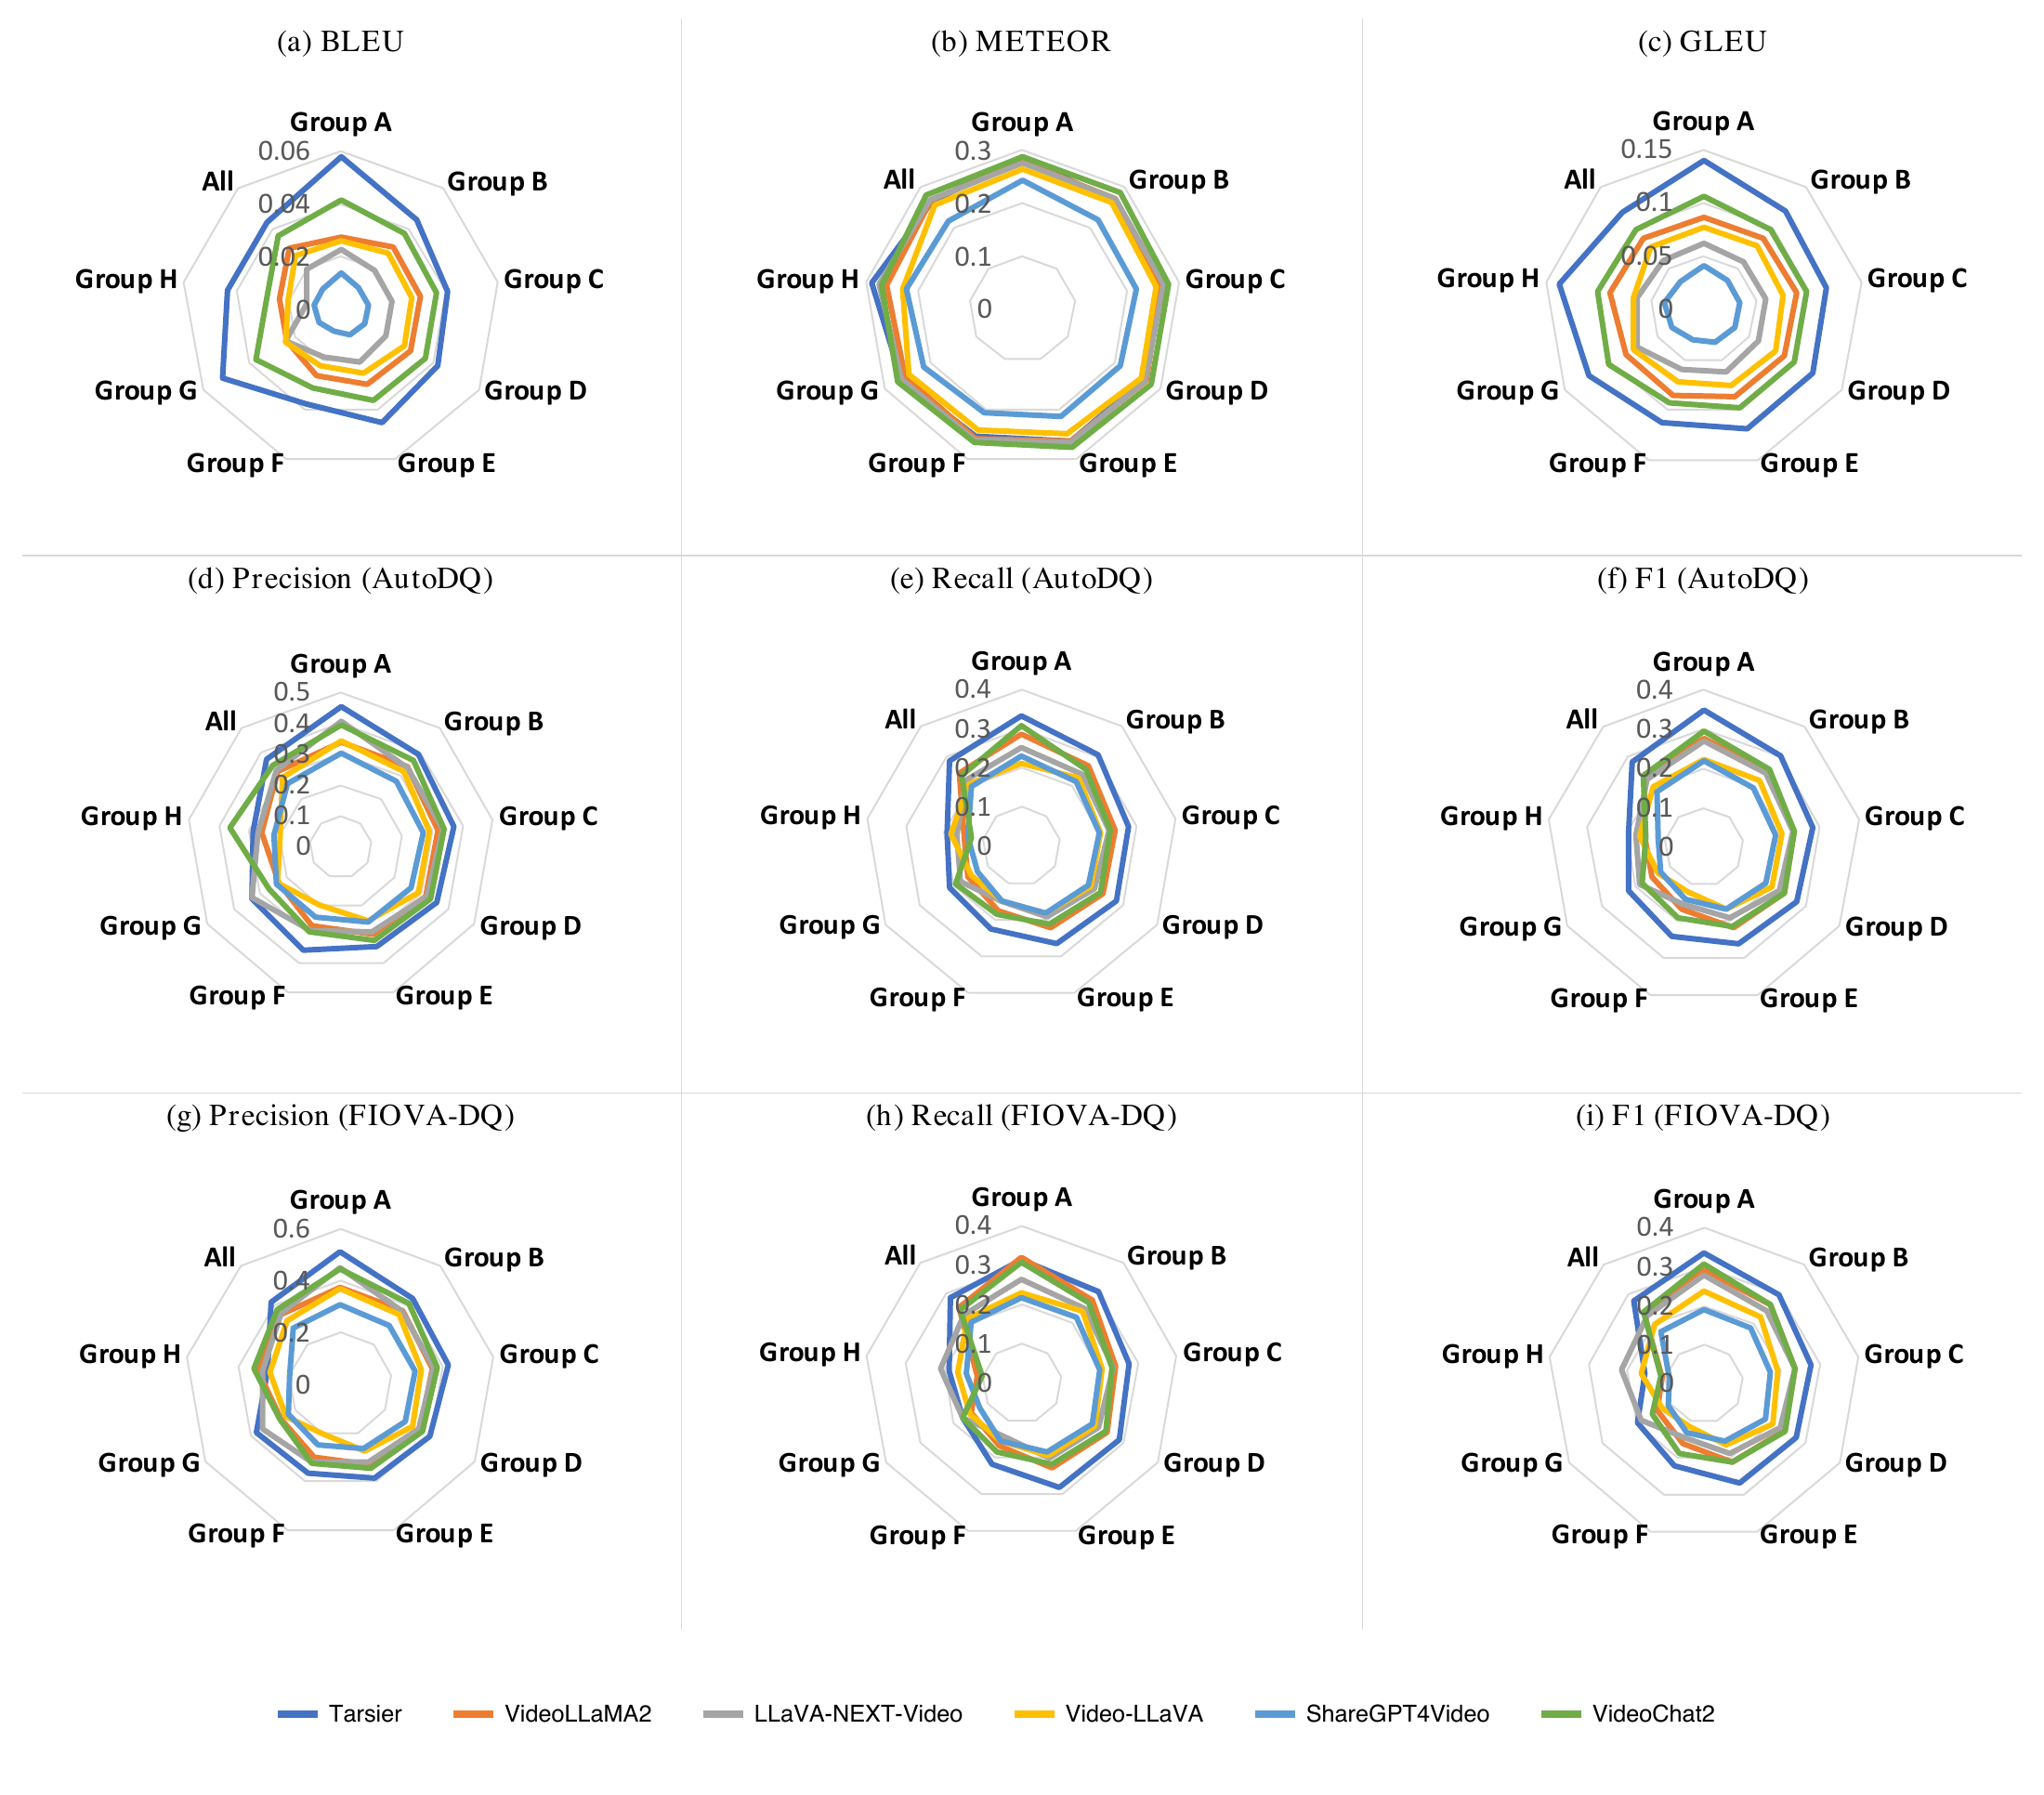 (a) BLEU
(b) METEOR
(c) GLEU
Group A
0.06
All
Group B
0.04
0.02
Group H
Group C
0
Group G
Group D
Group F
Group E
Group A
0.3
All
Group B
0.2
0.1
Group H
Group C
0
Group G
Group D
Group F
Group E
Group A
0.15
All
Group B
0.1
0.05
Group H
Group C
0
Group G
Group D
Group F
Group E
(d) Precision (AutoDQ)
(e) Recall (AutoDQ)
(f) F1 (AutoDQ)
Group A
0.5
All
0.4
Group B
0.3
0.2
Group H
0.1
Group C
0
Group G
Group D
Group F
Group E
Group A
0.4
All
0.3
Group B
0.2
Group H
0.1
Group C
0
Group G
Group D
Group F
Group E
Group A
0.4
All
0.3
Group B
0.2
Group H
0.1
Group C
0
Group G
Group D
Group F
Group E
(g) Precision (FIOVA-DQ)
(h) Recall (FIOVA-DQ)
(i) F1 (FIOVA-DQ)
Group A
0.6
All
Group B
0.4
0.2
Group H
Group C
0
Group G
Group D
Group F
Group E
Group A
0.4
All
0.3
Group B
0.2
Group H
0.1
Group C
0
Group G
Group D
Group F
Group E
Group A
0.4
All
0.3
Group B
0.2
Group H
0.1
Group C
0
Group G
Group D
Group F
Group E
Tarsier
VideoLLaMA2
LLaVA-NEXT-Video
Video-LLaVA
ShareGPT4Video
VideoChat2